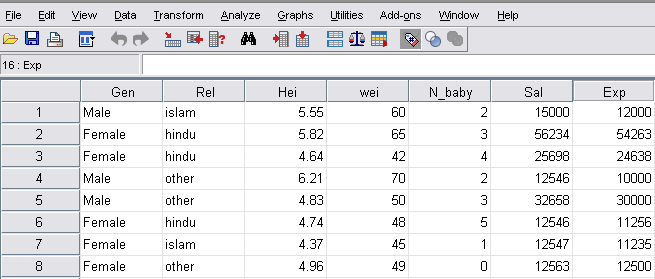 File Edit View Data Transform Analyze Graphs Utilities Add-ons Window Help
16 : Exp
Gen Rel Hei wei N_baby Sal Exp
1 Male islam 5.55 60 2 15000 12000
2 Female hindu 5.82 65 3 56234 54263
3 Female hindu 4.64 42 4 25698 24638
4 Male other 6.21 70 2 12546 10000
5 Male other 4.83 50 3 32658 30000
6 Female hindu 4.74 48 5 12546 11256
7 Female islam 4.37 45 1 12547 11235
8 Female other 4.96 49 0 12563 12500